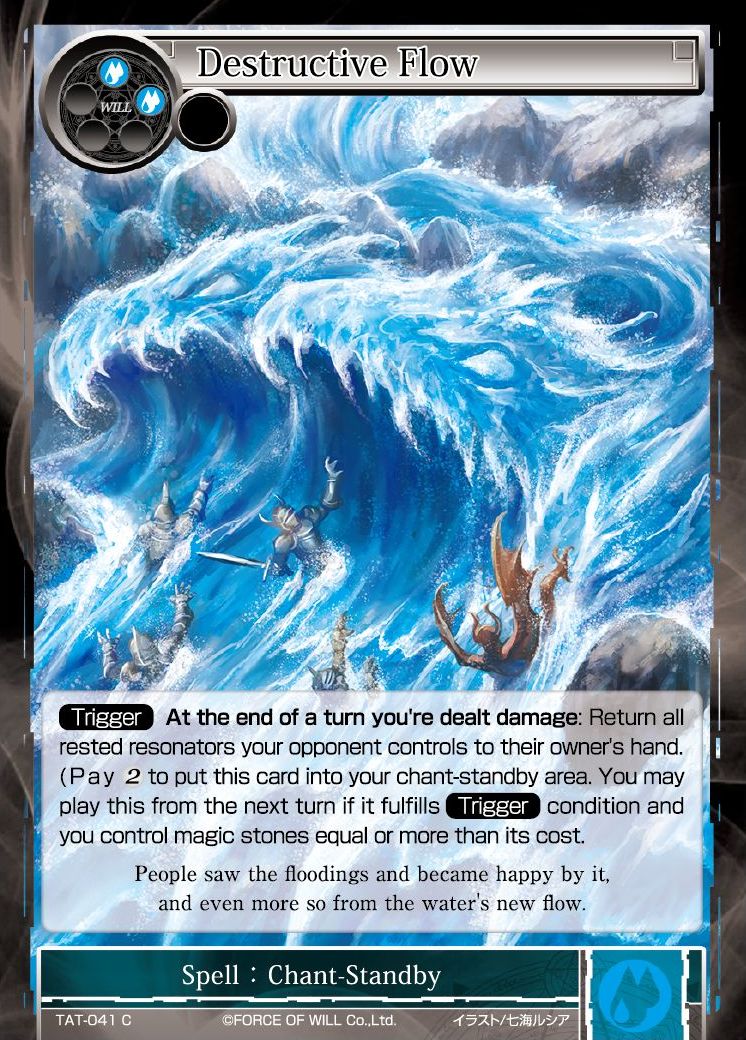 Destructive Flow
WILL
Trigger At the end of a turn you're dealt damage: Return all
rested resonators your opponent controls to their owner's hand.
(Pay 2 to put this card into your chant-standby area. You may
play this from the next turn if it fulfills Trigger condition and
you control magic stones equal or more than its cost.
People saw the floodings and became happy by it,
and even more so from the water's new flow.
Spell : Chant-Standby
TAT-041 C ©FORCE OF WILL Co.,Ltd. イラスト/七海ルシア